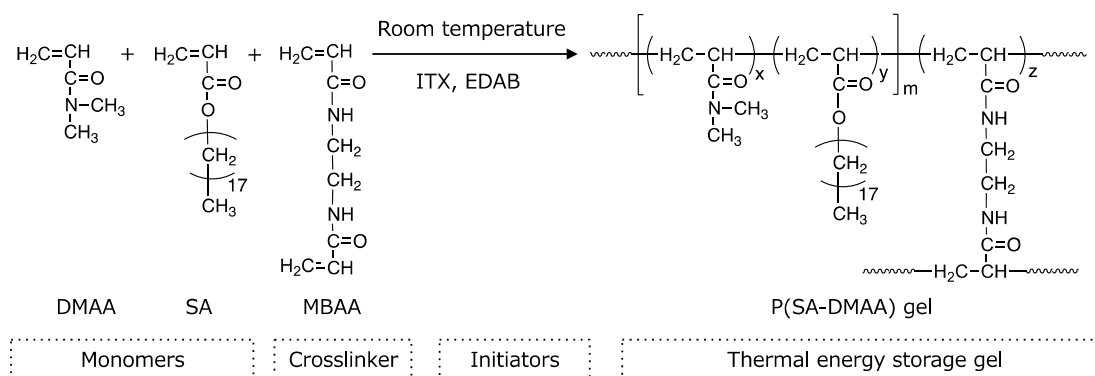 Room temperature
ITX, EDAB
H₂C=CH + H₂C=CH + H₂C=CH
C=O C=O C=O
N-CH₃ O NH
CH₃ CH₂ CH₂
17 CH₂
CH₃ NH
C=O
H₂C=CH
H₂C-CH x H₂C-CH y m H₂C-CH z
C=O C=O C=O
N-CH₃ O NH
CH₃ CH₂ CH₂
17 CH₂
CH₃ NH
C=O
H₂C-CH
DMAA SA MBAA P(SA-DMAA) gel
Monomers Crosslinker Initiators Thermal energy storage gel